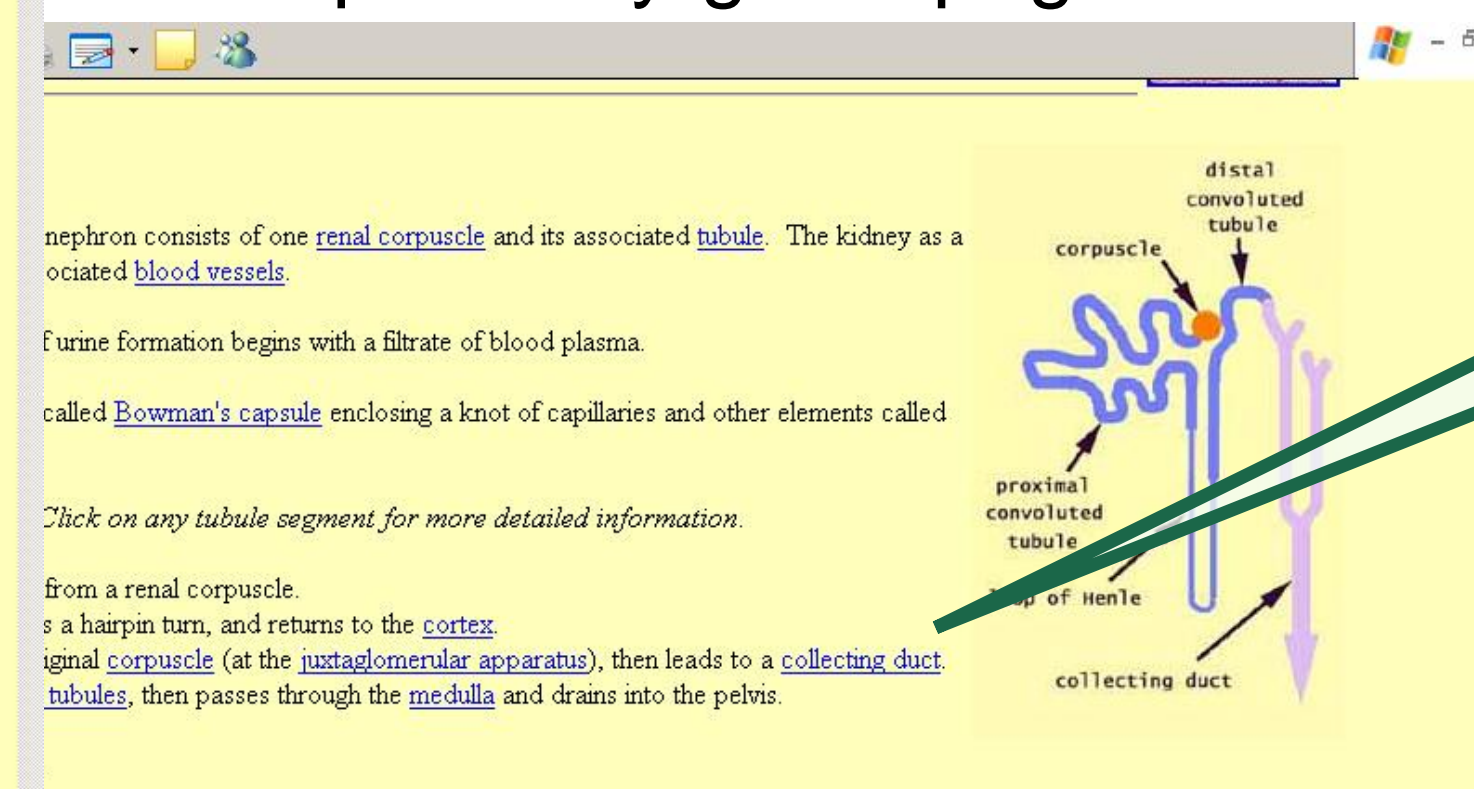 nephron consists of one renal corpuscle and its associated tubule. The kidney as a
ociated blood vessels.
f urine formation begins with a filtrate of blood plasma.
called Bowman's capsule enclosing a knot of capillaries and other elements called
Click on any tubule segment for more detailed information.
from a renal corpuscle.
s a hairpin turn, and returns to the cortex.
iginal corpuscle (at the juxtaglomerular apparatus), then leads to a collecting duct.
tubules, then passes through the medulla and drains into the pelvis.
distal
convoluted
tubule
corpuscle
proximal
convoluted
tubule
of Henle
collecting duct